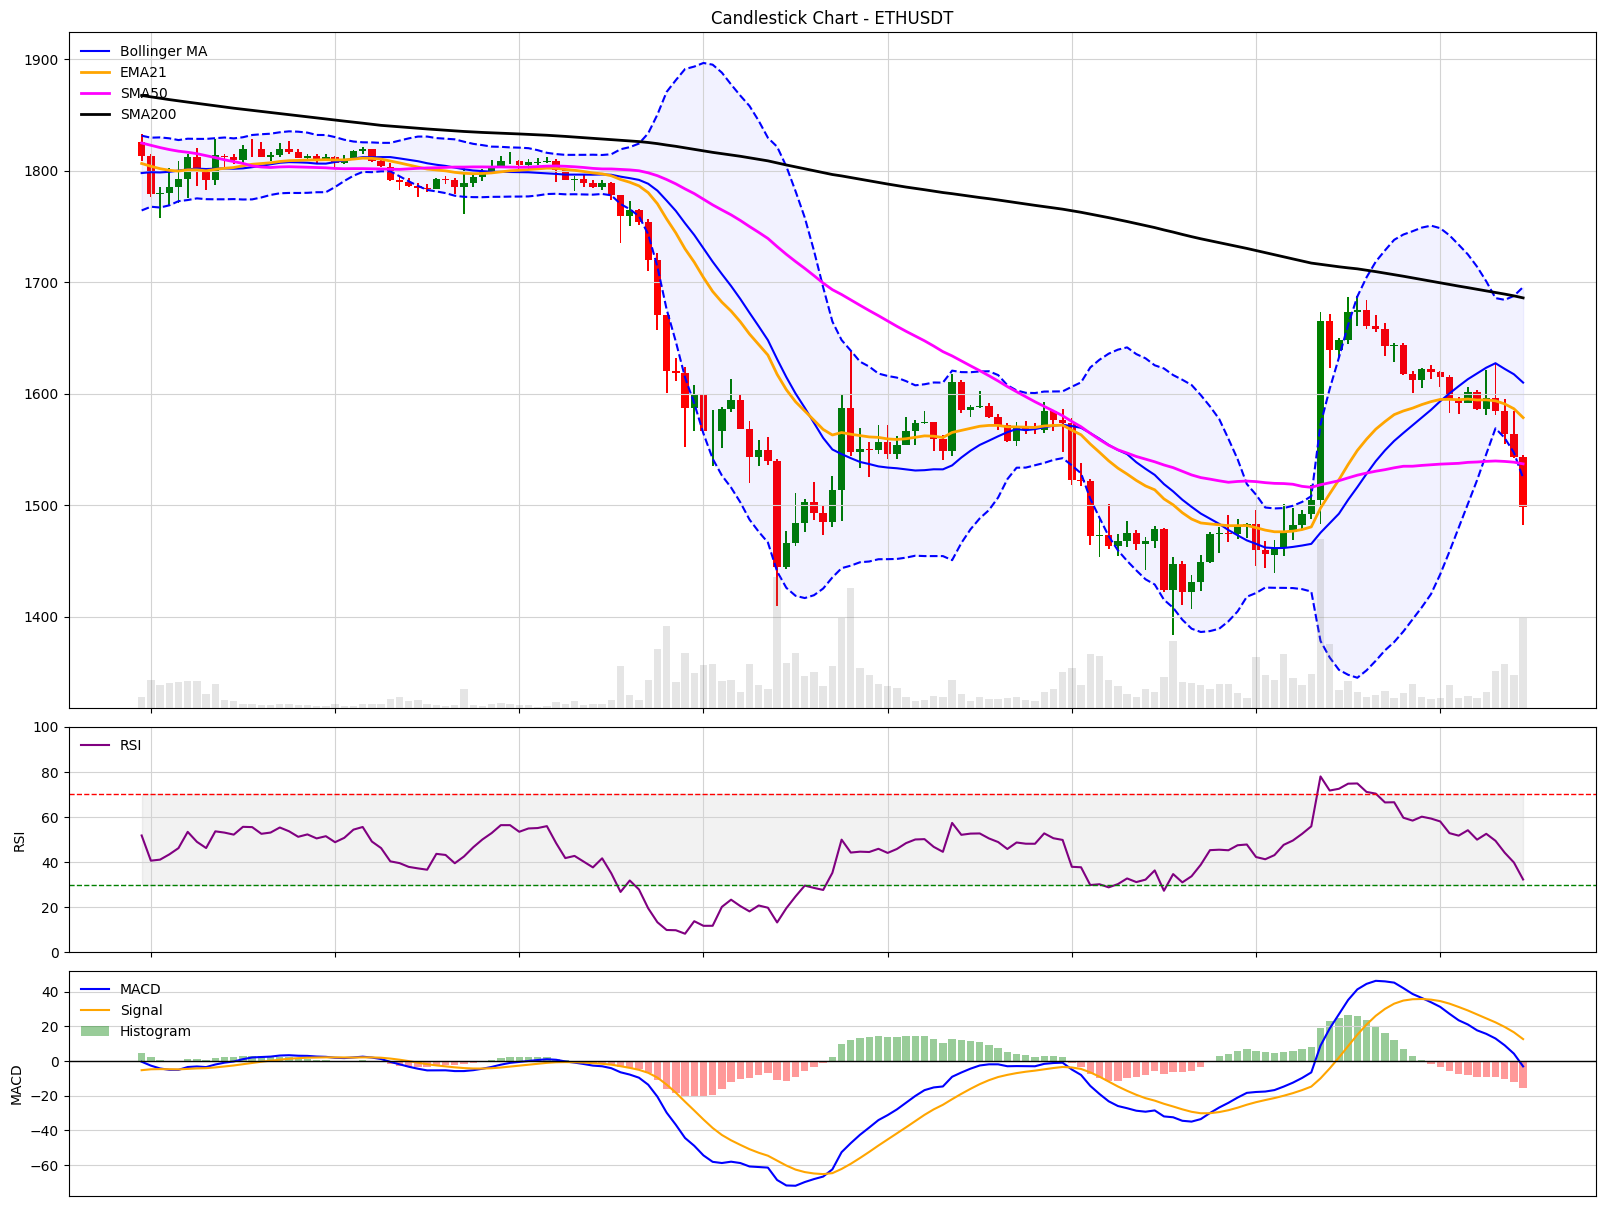 Candlestick Chart - ETHUSDT
Bollinger MA
EMA21
SMA50
SMA200
1900
1800
1700
1600
1500
1400
RSI
100
80
60
40
20
0
RSI
MACD
Signal
Histogram
40
20
0
−20
−40
−60
MACD